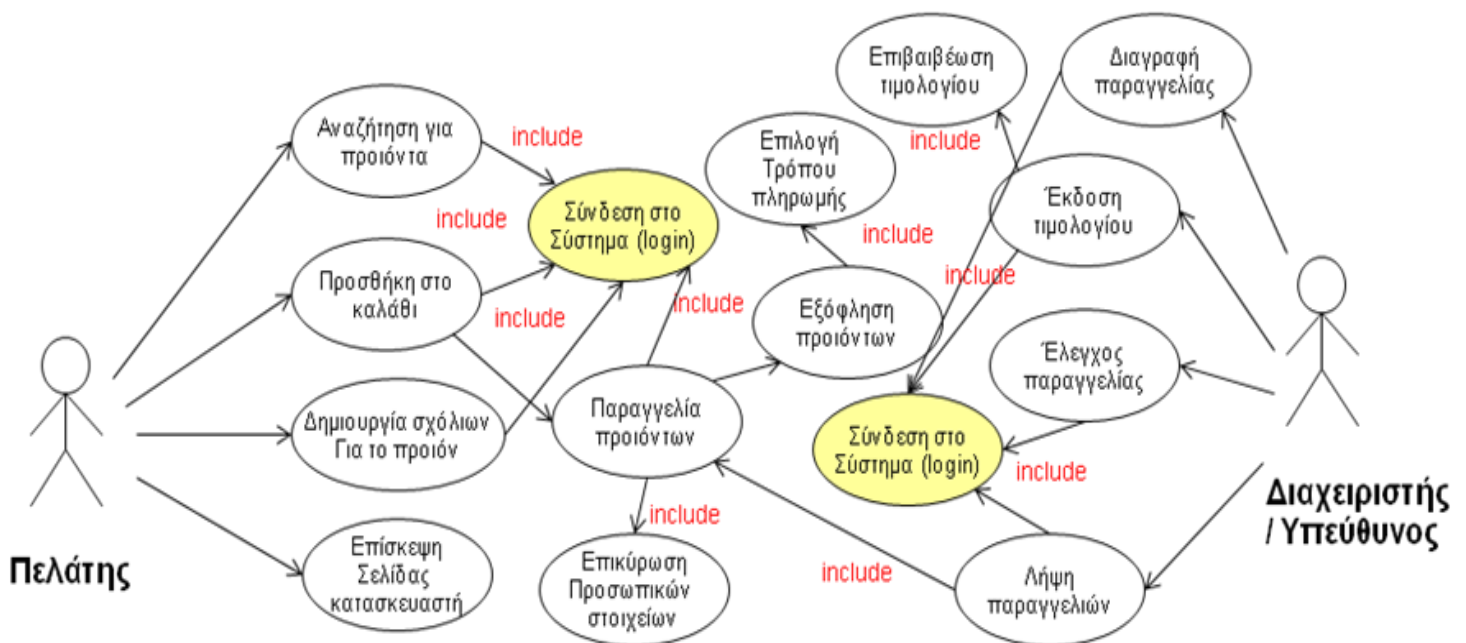 Επιβαιβέωση
τιμολογίου
Διαγραφή
παραγγελίας
Αναζήτηση για
προιόντα
include
Επιλογή
Τρόπου
πληρωμής
include
Έκδοση
τιμολογίου
include
Σύνδεση στο
Σύστημα (login)
include
include
Προσθήκη στο
καλάθι
include
include
Εξόφληση
προιόντων
Έλεγχος
παραγγελίας
Δημιουργία σχόλιων
Για το προιόν
Παραγγελία
προιόντων
Σύνδεση στο
Σύστημα (login)
include
Διαχειριστής
/ Υπεύθυνος
include
Πελάτης
Επίσκεψη
Σελίδας
κατασκευαστή
Επικύρωση
Προσωπικών
στοιχείων
include
Λήψη
παραγγελιών